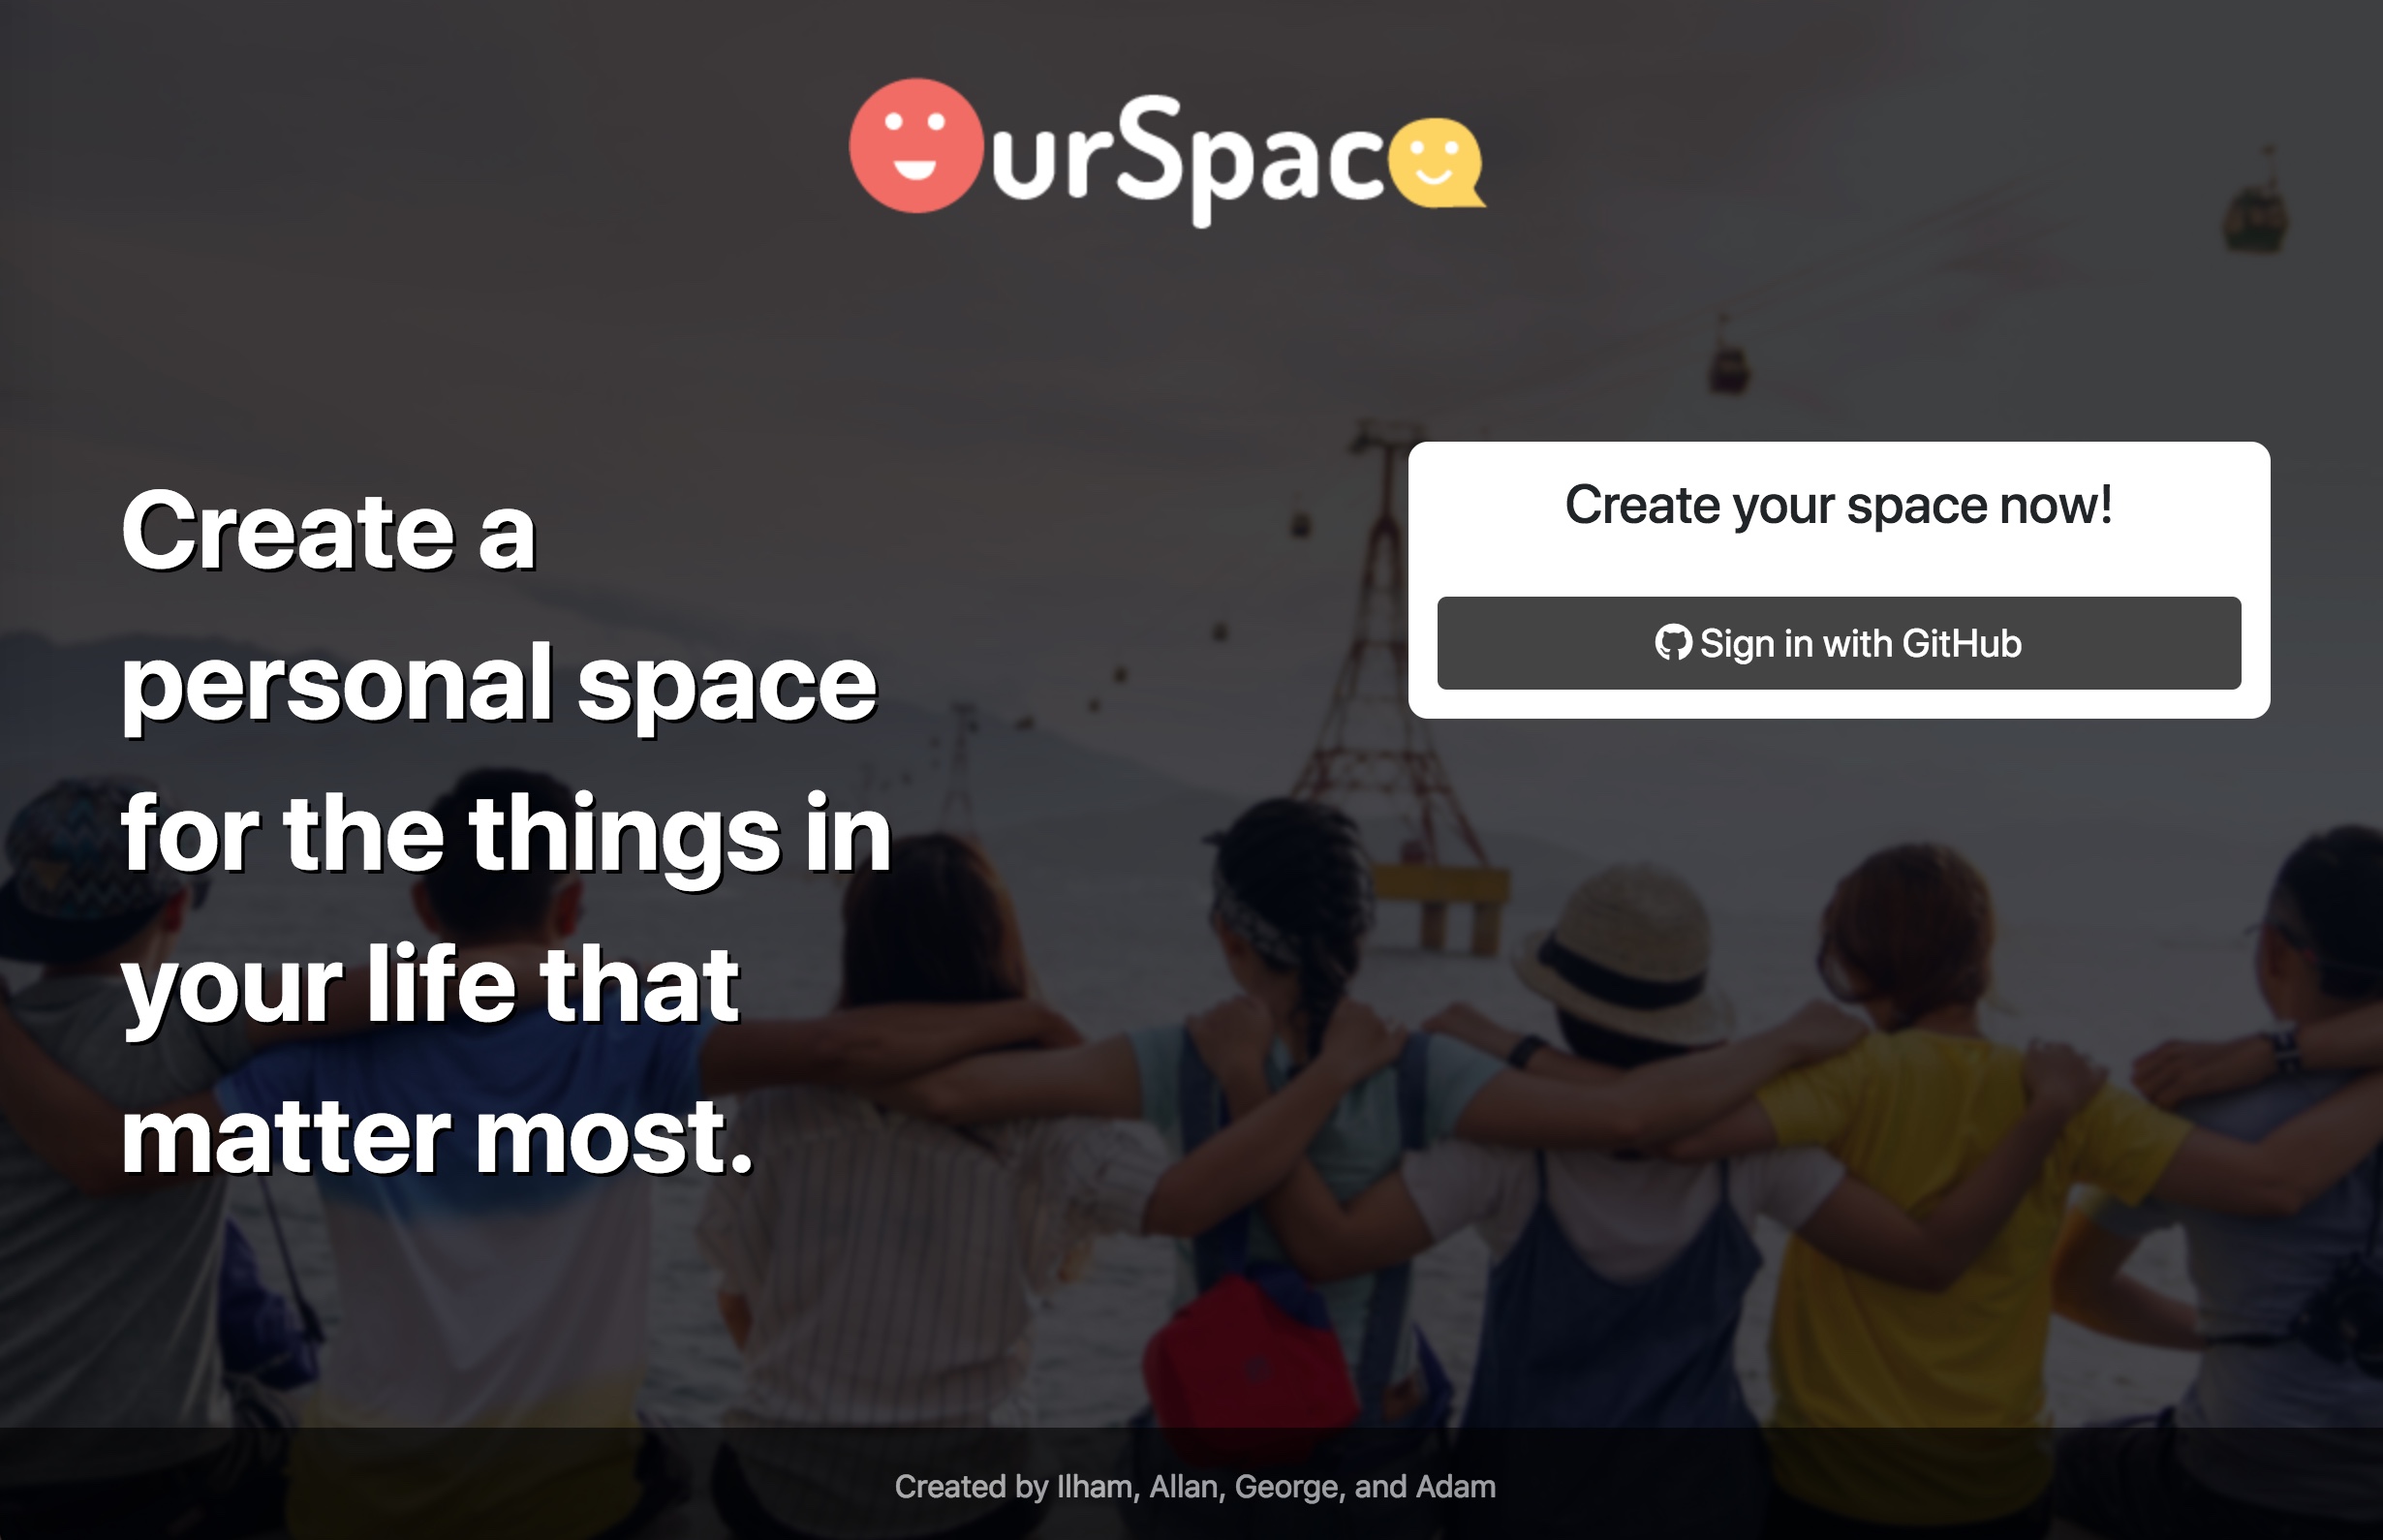 OurSpace
Create a
personal space
for the things in
your life that
matter most.
Create your space now!
Sign in with GitHub
Created by Ilham, Allan, George, and Adam